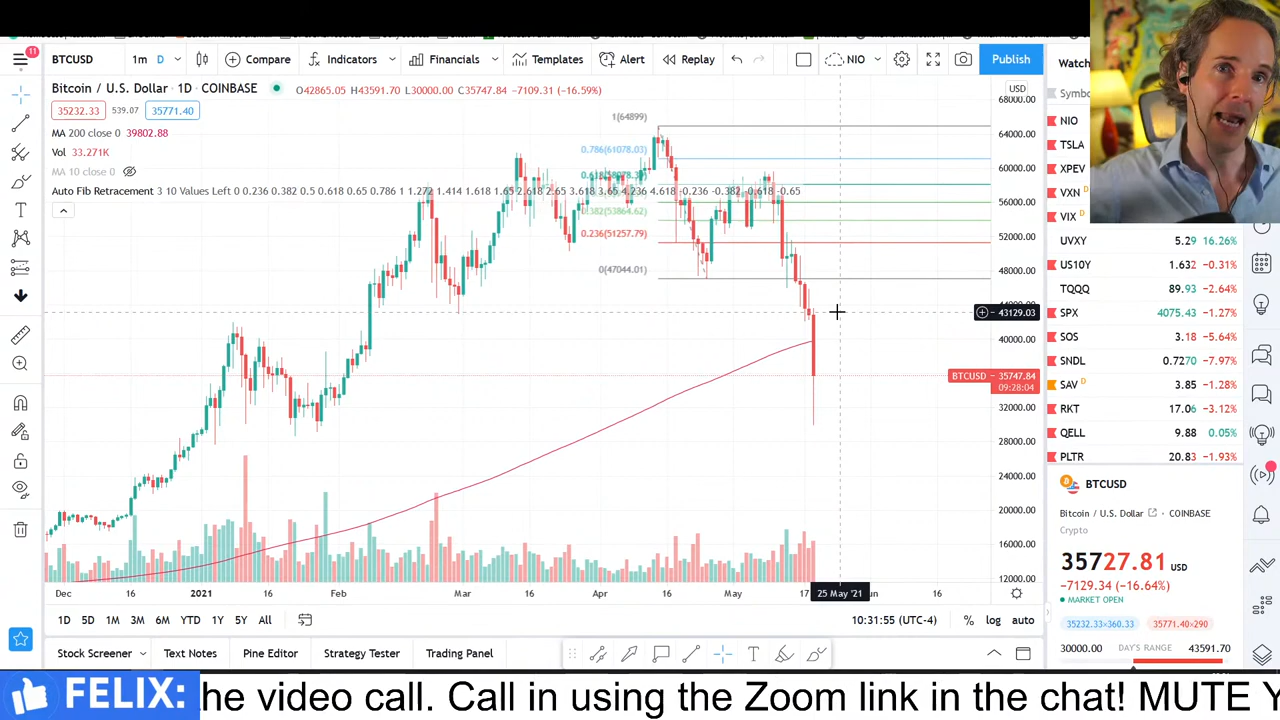 11
BTCUSD
1m D
Compare
Indicators
Financials
Templates
Alert
Replay
NIO
Publish
Bitcoin / U.S. Dollar · 1D · COINBASE
O42865.05 H43591.70 L30000.00 C35747.84 -7109.31 (-16.59%)
35232.33 539.07 35771.40
MA 200 close 0 39802.88
Vol 33.271K
MA 10 close 0
Auto Fib Retracement 3 10 Values Left 0 0.236 0.382 0.5 0.618 0.65 0.786 1 1.272 1.414 1.618 1.65 2.618 2.65 3.618 3.65 4.236 4.618 -0.236 -0.382 -0.618 -0.65
1(64899)
0.786(61078.03)
0.382(53864.62)
0.236(51257.79)
0(47044.01)
USD
68000.00
64000.00
60000.00
56000.00
52000.00
48000.00
44000.00
43129.03
40000.00
BTCUSD 35747.84
09:28:04
32000.00
28000.00
24000.00
20000.00
16000.00
12000.00
Dec 16 2021 16 Feb Mar 16 Apr 16 May 17 25 May '21 un 16
1D 5D 1M 3M 6M YTD 1Y 5Y All
10:31:55 (UTC-4) % log auto
Stock Screener Text Notes Pine Editor Strategy Tester Trading Panel
Watch
Symbo
NIO
TSLA
XPEV
VXN D
VIX D
UVXY 5.29 16.26%
US10Y 1.632 -0.31%
TQQQ 89.93 -2.64%
SPX 4075.43 -1.27%
SOS 3.18 -5.64%
SNDL 0.7270 -7.97%
SAV D 3.85 -1.28%
RKT 17.06 -3.12%
QELL 9.88 0.05%
PLTR 20.83 -1.93%
BTCUSD
Bitcoin / U.S. Dollar · COINBASE
Crypto
35727.81 USD
-7129.34 (-16.64%)
MARKET OPEN
35232.33×360.33 35771.40×290
30000.00 DAY'S RANGE 43591.70
FELIX: he video call. Call in using the Zoom link in the chat! MUTE Y